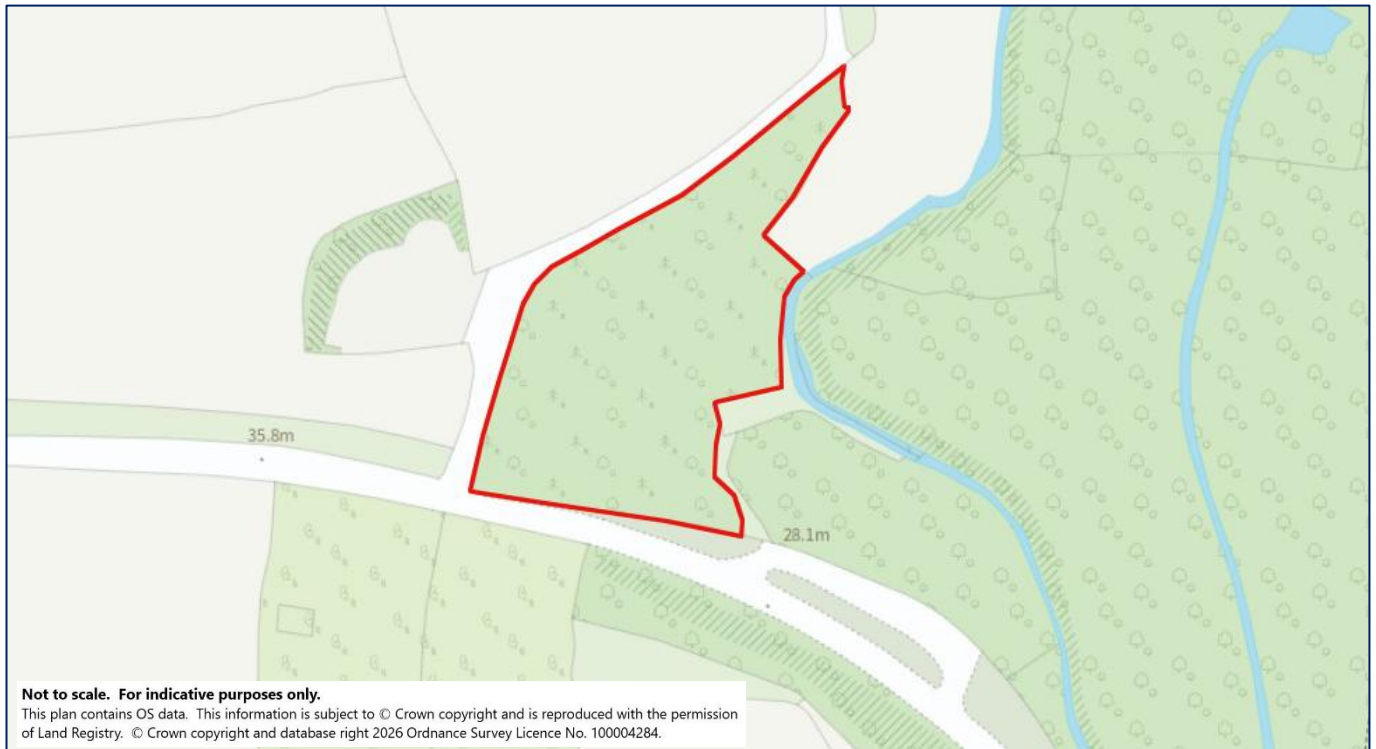 35.8m
28.1m
Not to scale. For indicative purposes only.
This plan contains OS data. This information is subject to © Crown copyright and is reproduced with the permission
of Land Registry. © Crown copyright and database right 2026 Ordnance Survey Licence No. 100004284.